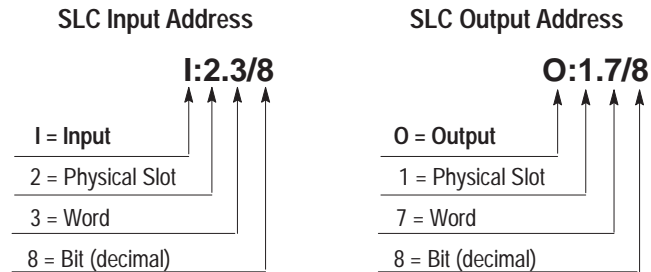 SLC Input Address
I:2.3/8
I = Input
2 = Physical Slot
3 = Word
8 = Bit (decimal)
SLC Output Address
O:1.7/8
O = Output
1 = Physical Slot
7 = Word
8 = Bit (decimal)